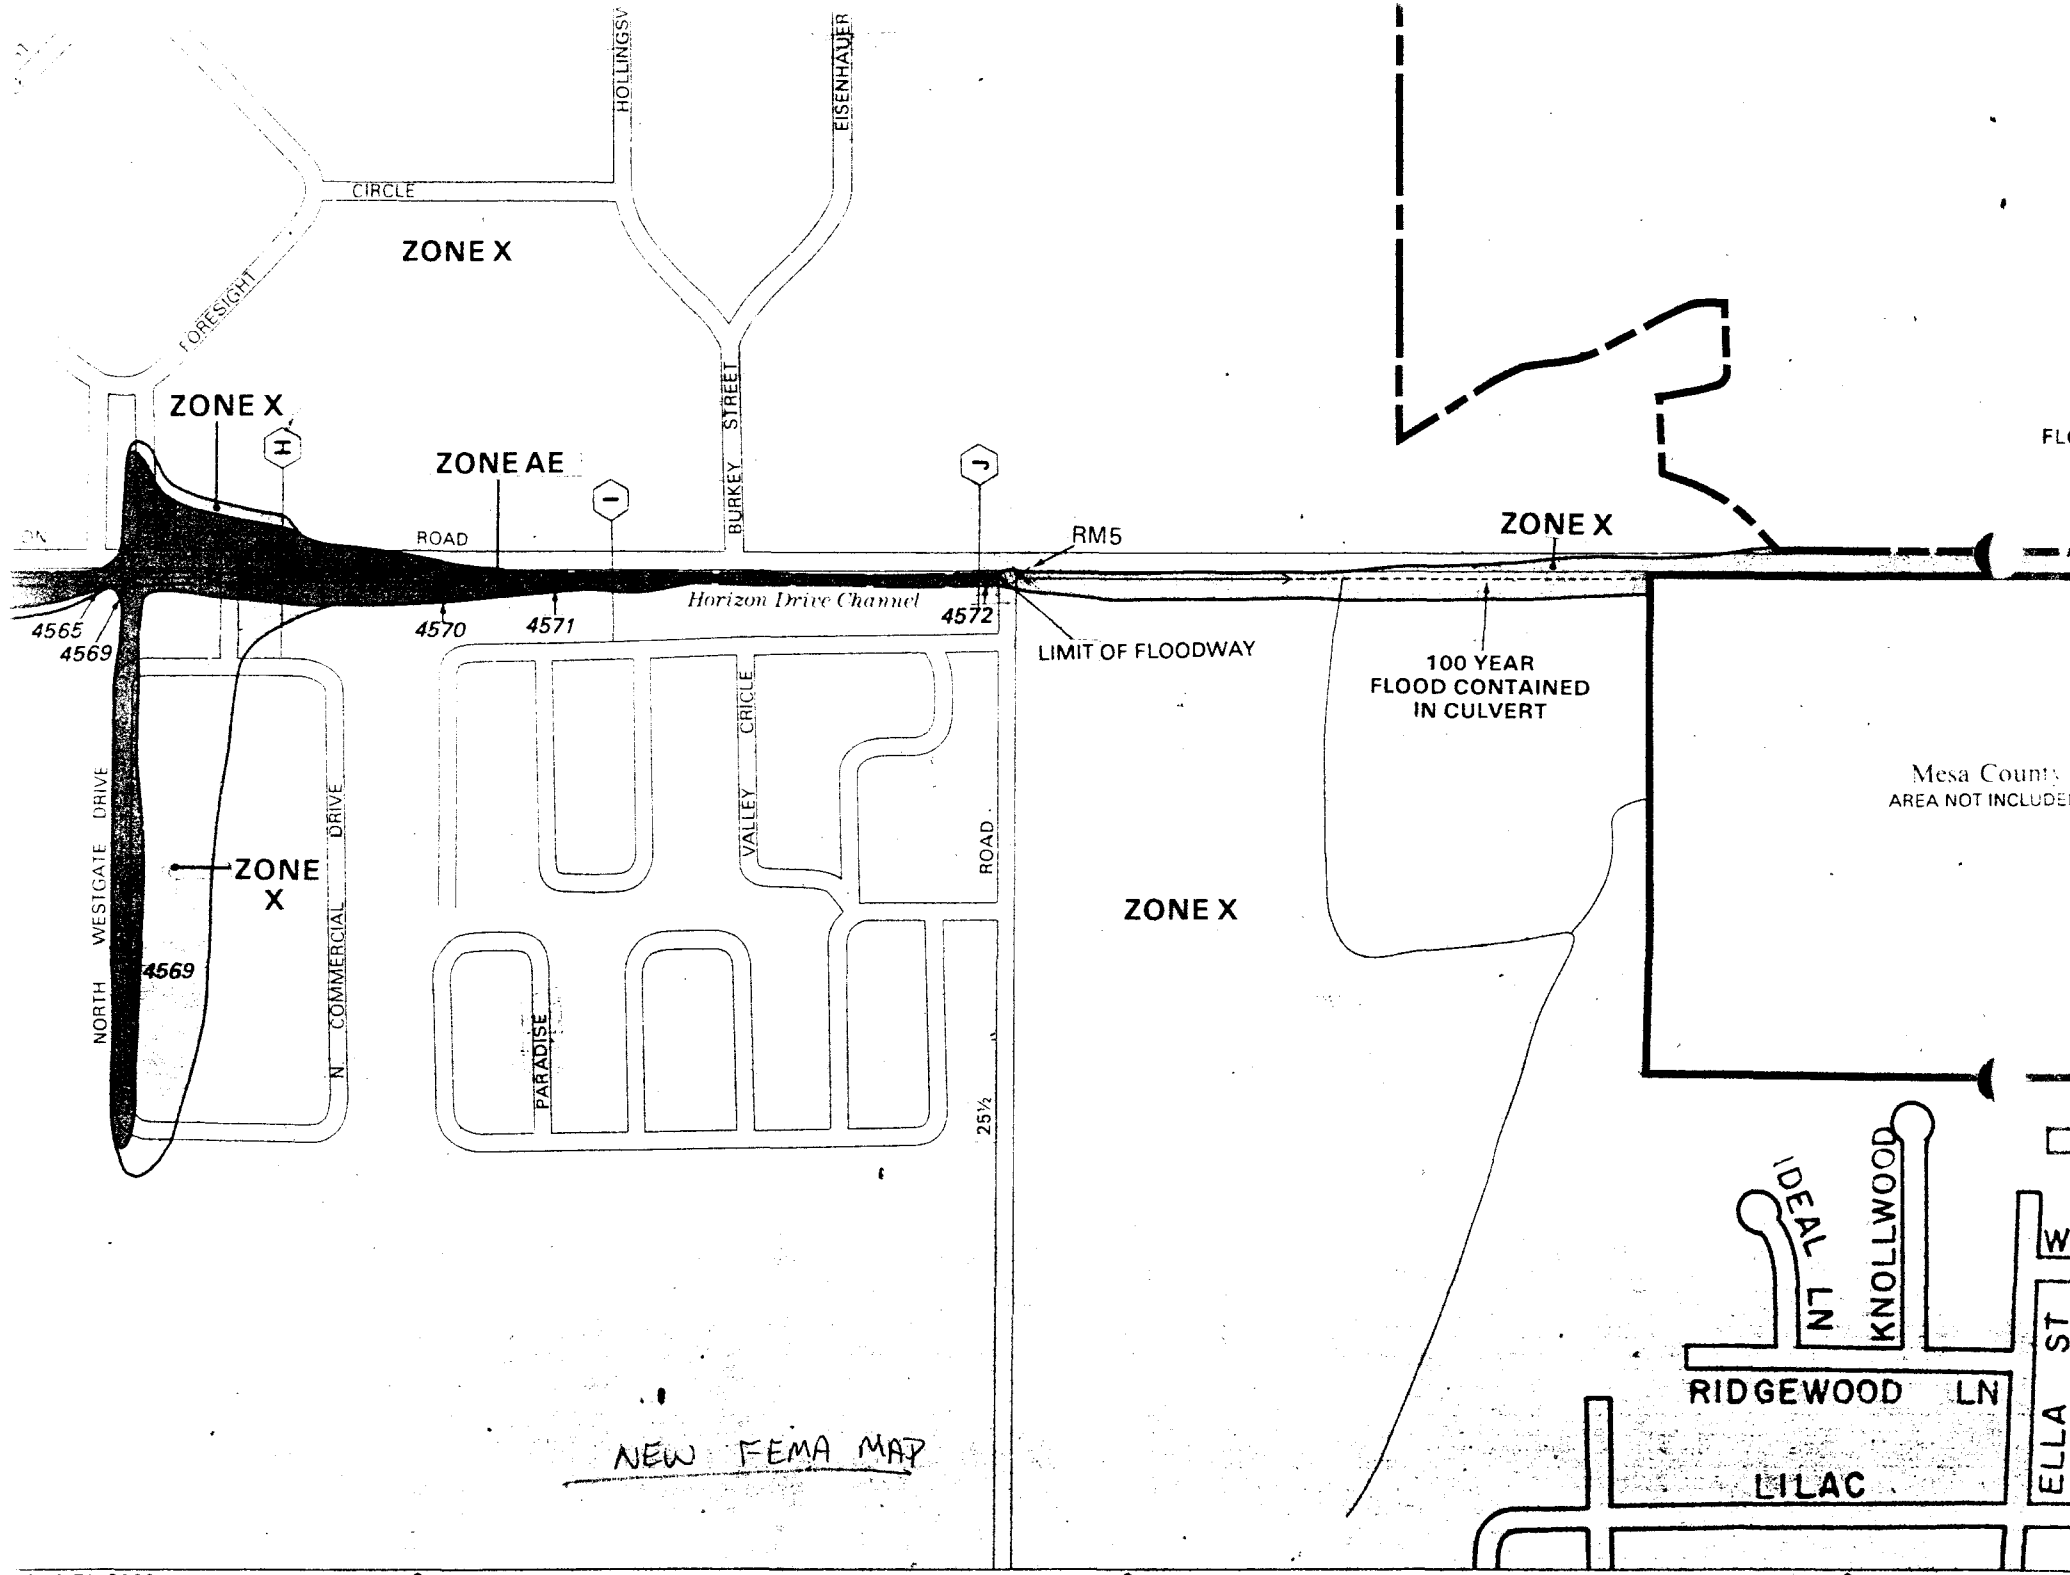 HOLLINGSV
EISENHAUER
CIRCLE
ZONE X
FORESIGHT
ZONE X
H
ZONE AE
I
J
BURKEY STREET
ROAD
RM5
ZONE X
Horizon Drive Channel
4565
4569
4570
4571
4572
LIMIT OF FLOODWAY
100 YEAR
FLOOD CONTAINED
IN CULVERT
FL
Mesa County
AREA NOT INCLUDE
NORTH WESTGATE DRIVE
ZONE
X
4569
N COMMERCIAL DRIVE
VALLEY CRICLE
PARADISE
25½ ROAD
ZONE X
IDEAL LN
KNOLLWOOD
RIDGEWOOD LN
ELLA ST
W
LILAC
NEW FEMA MAP